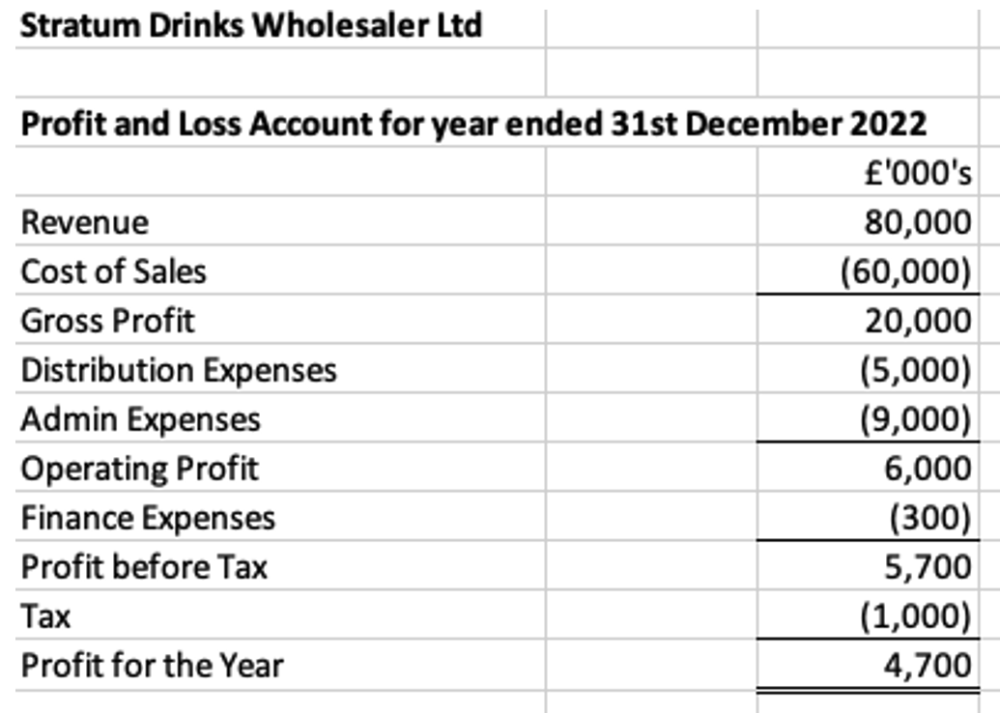 Stratum Drinks Wholesaler Ltd
Profit and Loss Account for year ended 31st December 2022
£'000's
Revenue 80,000
Cost of Sales (60,000)
Gross Profit 20,000
Distribution Expenses (5,000)
Admin Expenses (9,000)
Operating Profit 6,000
Finance Expenses (300)
Profit before Tax 5,700
Tax (1,000)
Profit for the Year 4,700